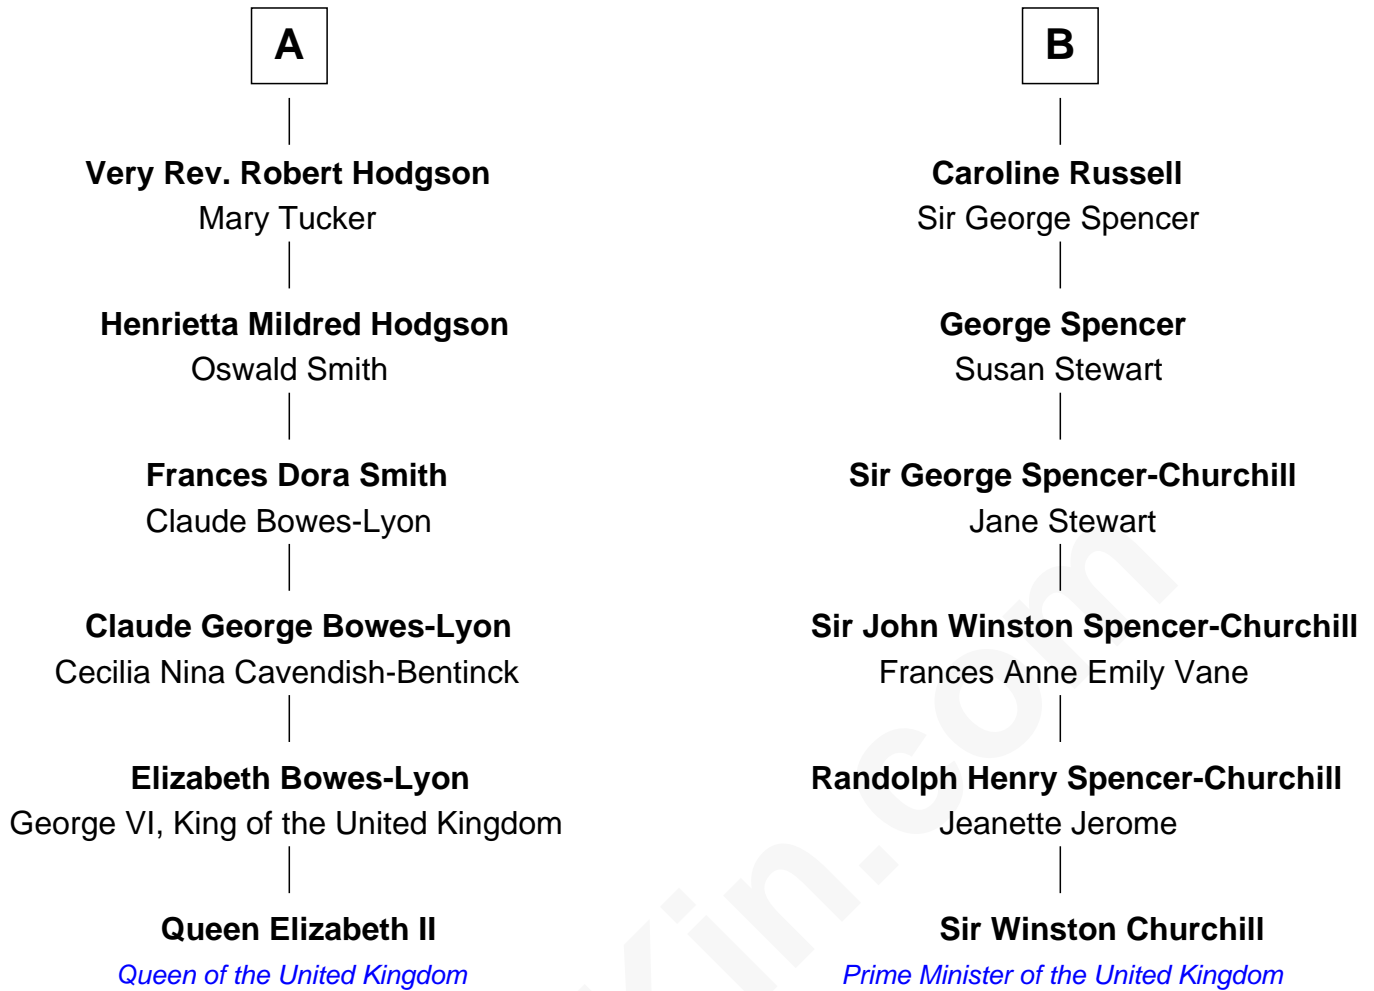 A
Very Rev. Robert Hodgson
Mary Tucker
Henrietta Mildred Hodgson
Oswald Smith
Frances Dora Smith
Claude Bowes-Lyon
Claude George Bowes-Lyon
Cecilia Nina Cavendish-Bentinck
Elizabeth Bowes-Lyon
George VI, King of the United Kingdom
Queen Elizabeth II
Queen of the United Kingdom
B
Caroline Russell
Sir George Spencer
George Spencer
Susan Stewart
Sir George Spencer-Churchill
Jane Stewart
Sir John Winston Spencer-Churchill
Frances Anne Emily Vane
Randolph Henry Spencer-Churchill
Jeanette Jerome
Sir Winston Churchill
Prime Minister of the United Kingdom